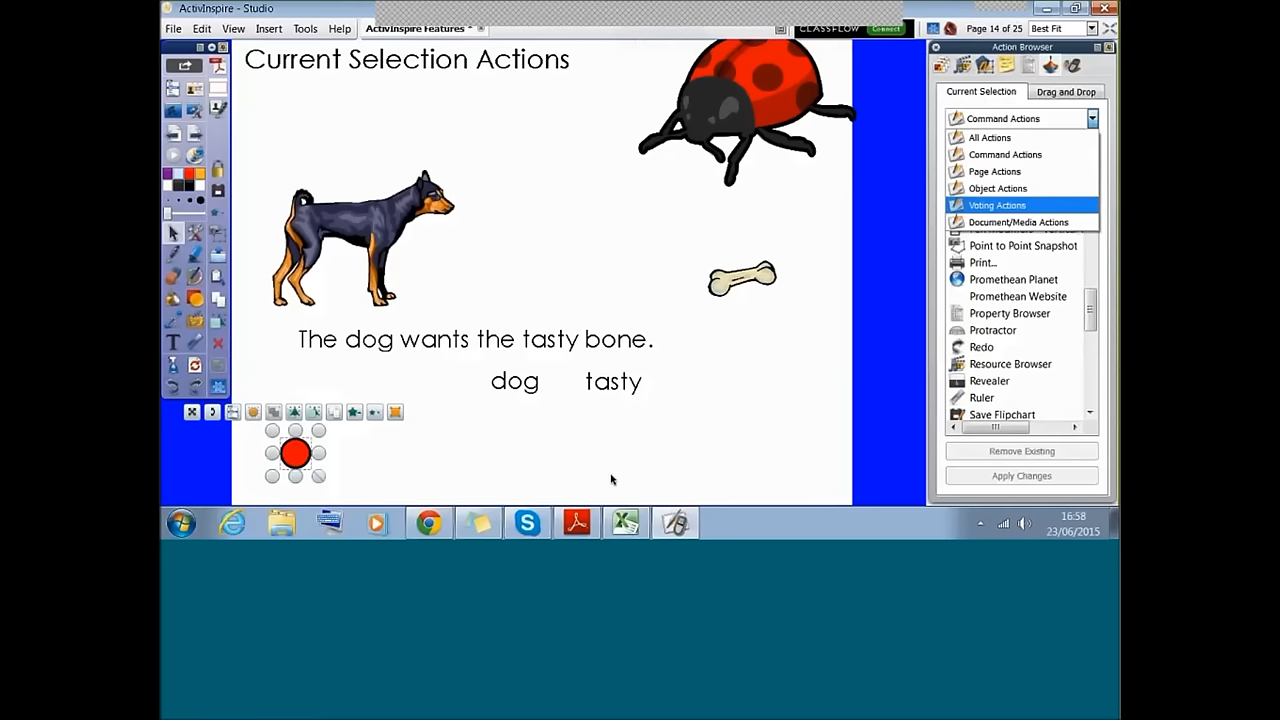 ActivInspire - Studio
File Edit View Insert Tools Help ActivInspire Features * CLASSFLOW Connect Page 14 of 25 Best Fit
Current Selection Actions
Action Browser
Current Selection Drag and Drop
Command Actions
All Actions
Command Actions
Page Actions
Object Actions
Voting Actions
Document/Media Actions
Point to Point Snapshot
Print...
Promethean Planet
Promethean Website
Property Browser
Protractor
Redo
Resource Browser
Revealer
Ruler
Save Flipchart
Remove Existing
Apply Changes
The dog wants the tasty bone.
dog tasty
16:58
23/06/2015